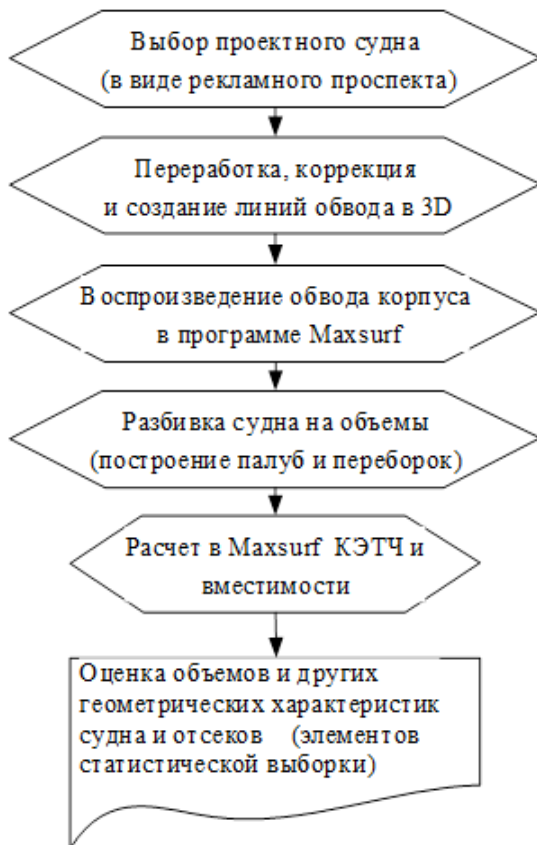 Выбор проектного судна
(в виде рекламного проспекта)
Переработка, коррекция
и создание линий обвода в 3D
Воспроизведение обвода корпуса
в программе Maxsurf
Разбивка судна на объемы
(построение палуб и переборок)
Расчет в Maxsurf КЭТЧ и
вместимости
Оценка объемов и других
геометрических характеристик
судна и отсеков (элементов
статистической выборки)